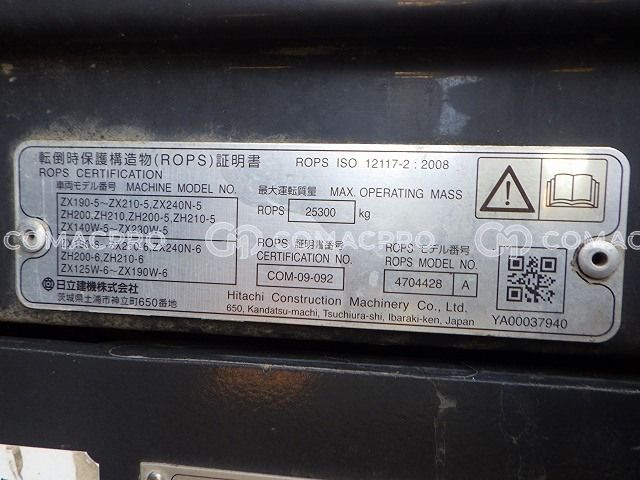 転倒時保護構造物(ROPS)証明書
ROPS CERTIFICATION
ROPS ISO 12117-2 : 2008
車両モデル番号 MACHINE MODEL NO.
ZX190-5～ZX210-5,ZX240N-5
ZH200,ZH210,ZH200-5,ZH210-5
ZX140W-5～ZX230W-5
ZX240N-6
ZH200-6,ZH210-6
ZX125W-6～ZX190W-6
最大運転質量 MAX. OPERATING MASS
ROPS 25300 kg
ROPS 証明書番号
CERTIFICATION NO.
COM-09-092
ROPS モデル番号
ROPS MODEL NO.
4704428 A
日立建機株式会社
茨城県土浦市神立町650番地
Hitachi Construction Machinery Co., Ltd.
650, Kandatsu-machi, Tsuchiura-shi, Ibaraki-ken, Japan
YA00037940
COMACPRO COMACPRO COMACPRO